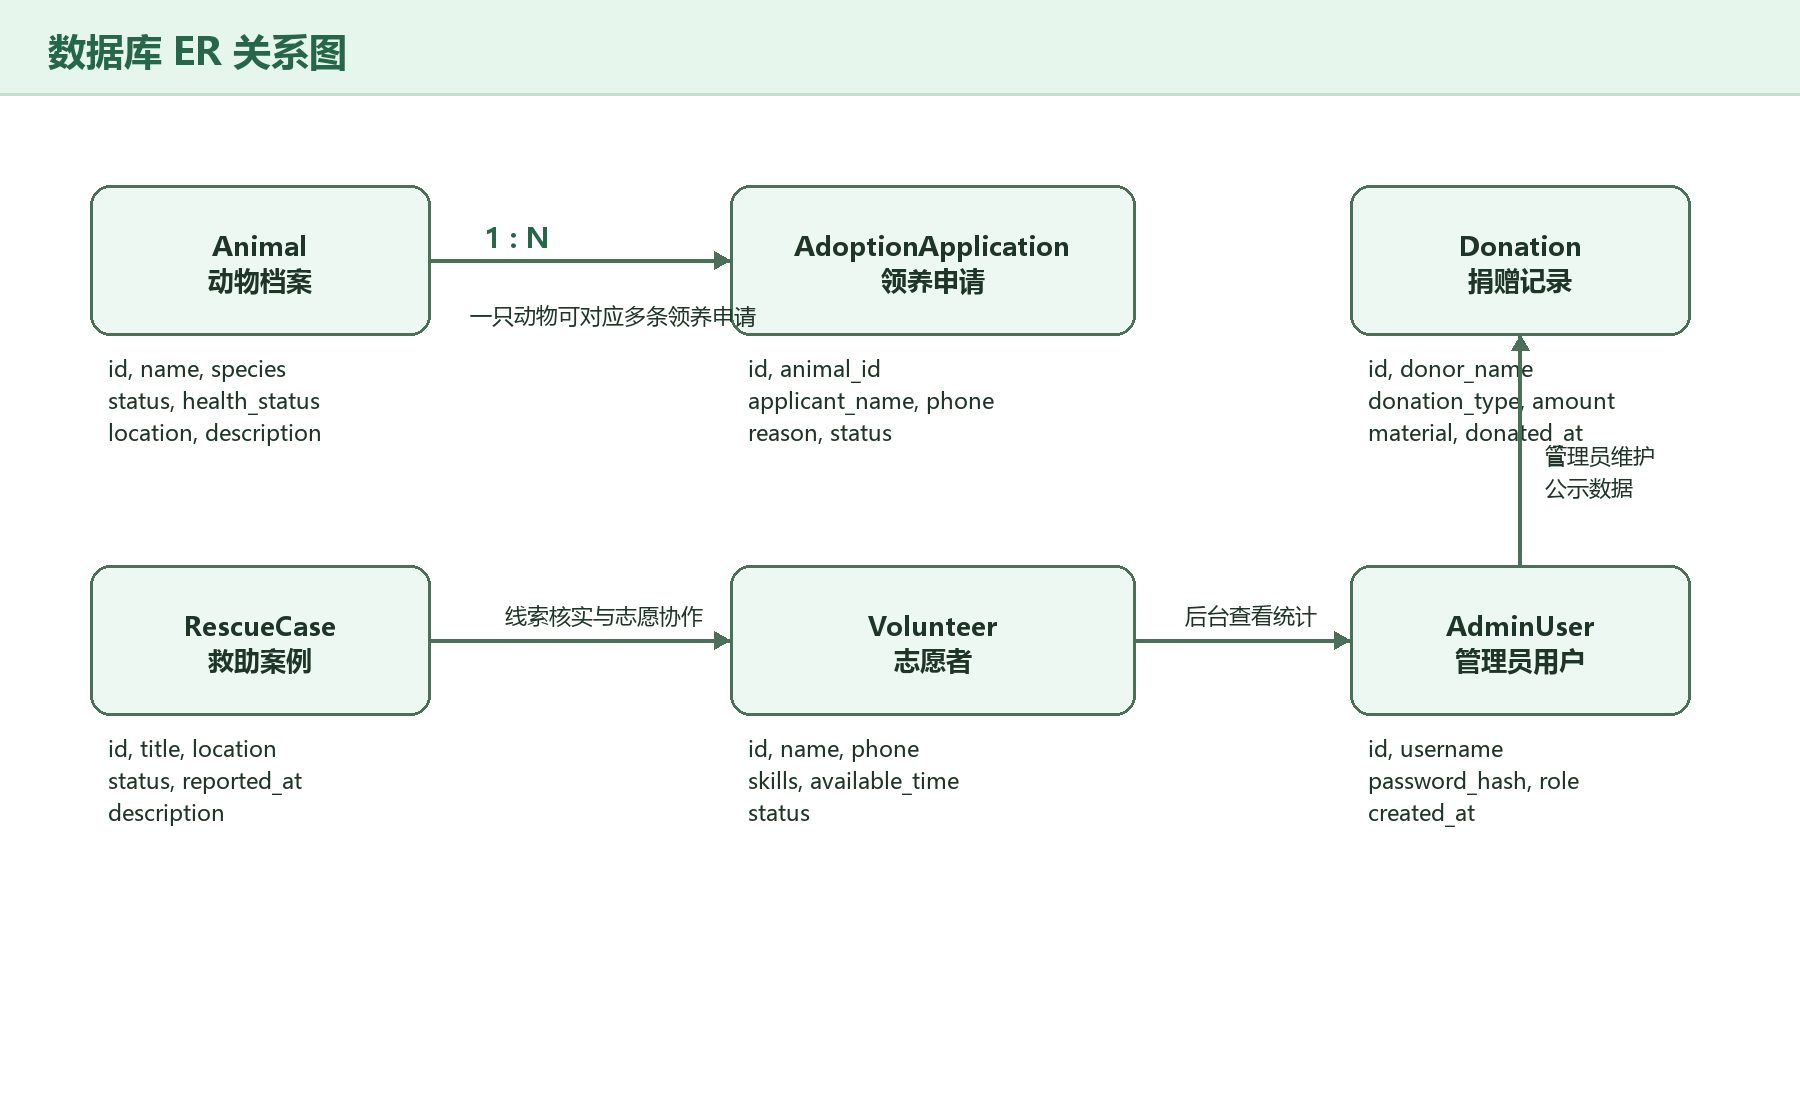 数据库 ER 关系图
Animal
动物档案
1 : N
一只动物可对应多条领养申请
AdoptionApplication
领养申请
Donation
捐赠记录
id, name, species
status, health_status
location, description
id, animal_id
applicant_name, phone
reason, status
id, donor_name
donation_type, amount
material, donated_at
管理员维护
公示数据
RescueCase
救助案例
线索核实与志愿协作
Volunteer
志愿者
后台查看统计
AdminUser
管理员用户
id, title, location
status, reported_at
description
id, name, phone
skills, available_time
status
id, username
password_hash, role
created_at